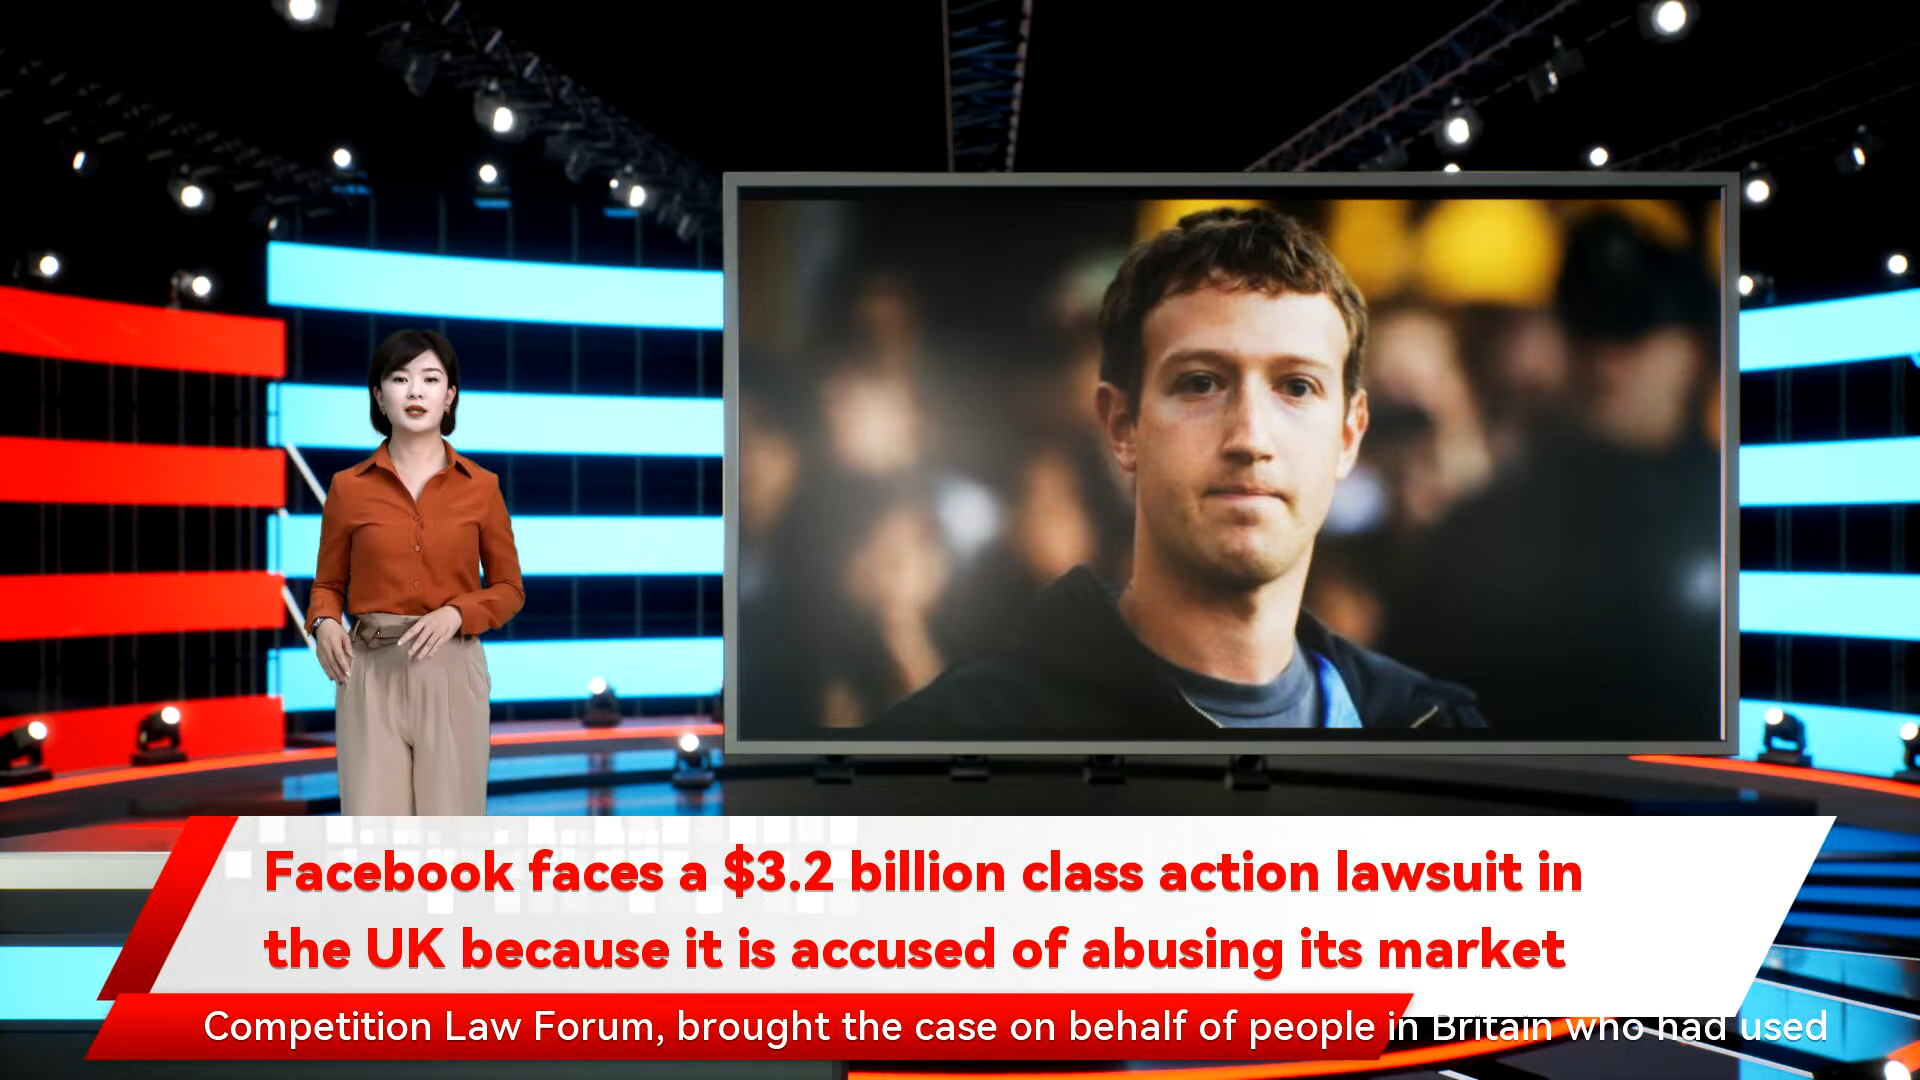 Facebook faces a $3.2 billion class action lawsuit in
the UK because it is accused of abusing its market
Competition Law Forum, brought the case on behalf of people in Britain who had used